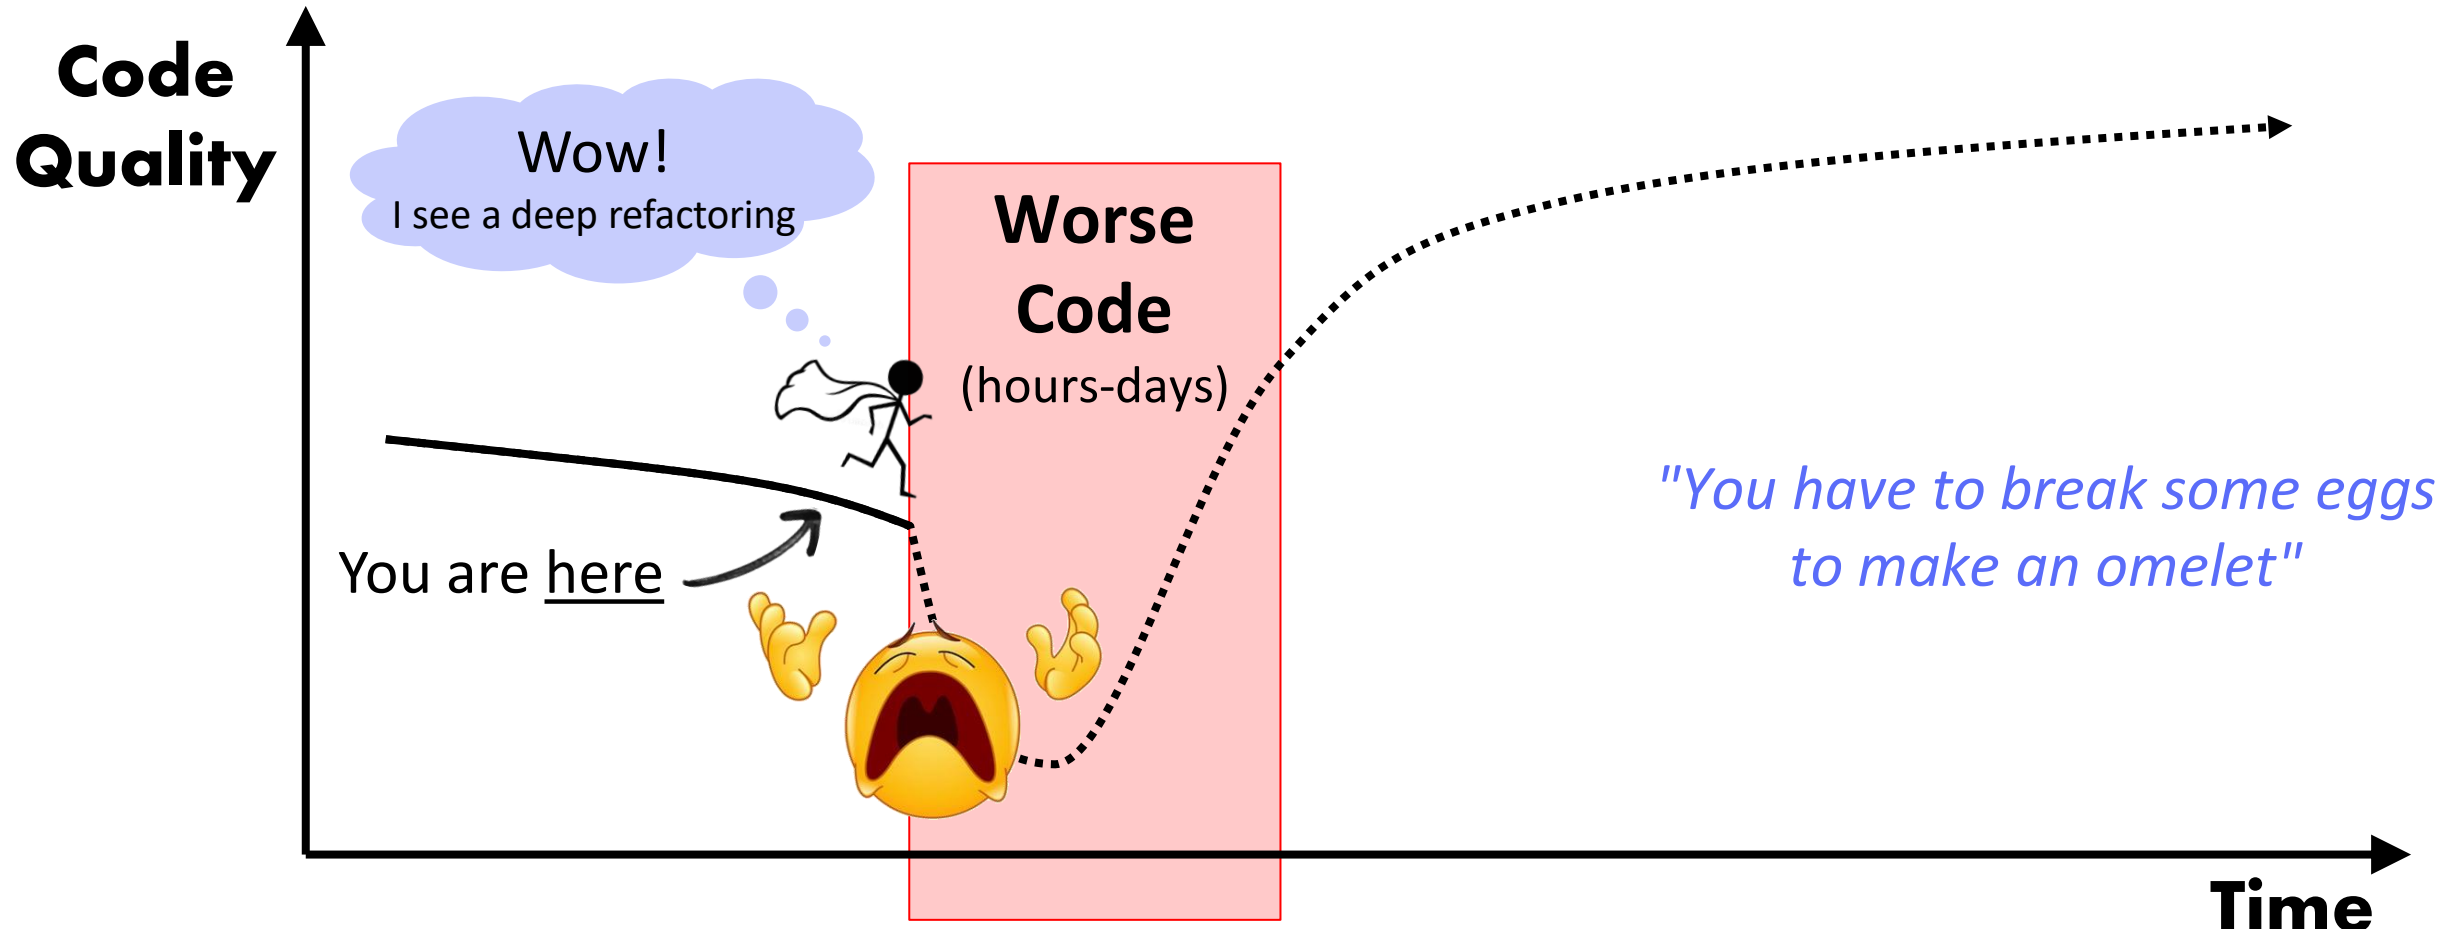 Code
Quality
Wow!
I see a deep refactoring
Worse
Code
(hours-days)
You are here
"You have to break some eggs
to make an omelet"
Time